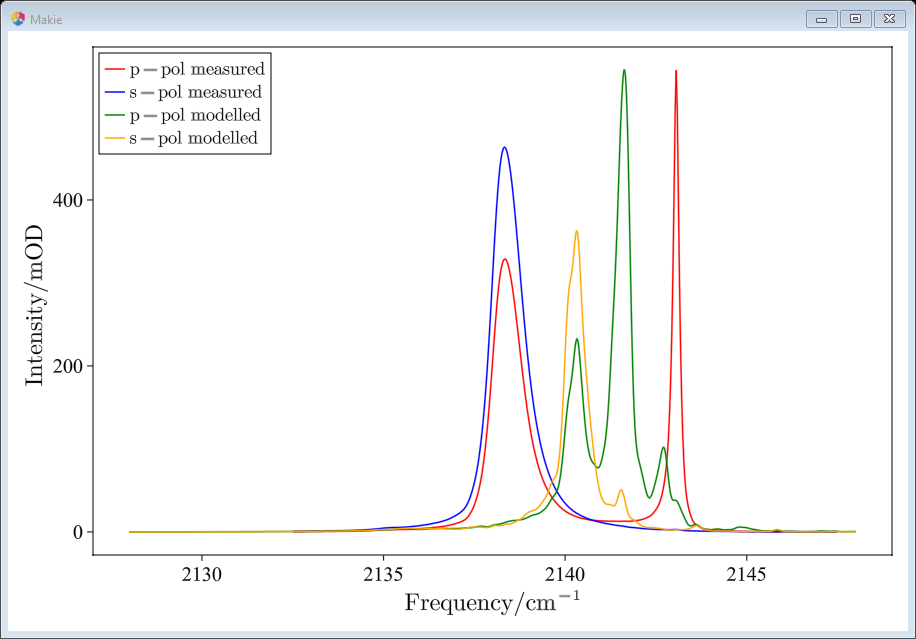 Makie
p − pol measured
s − pol measured
p − pol modelled
s − pol modelled
Intensity/mOD
400
200
0
2130 2135 2140 2145
Frequency/cm⁻¹